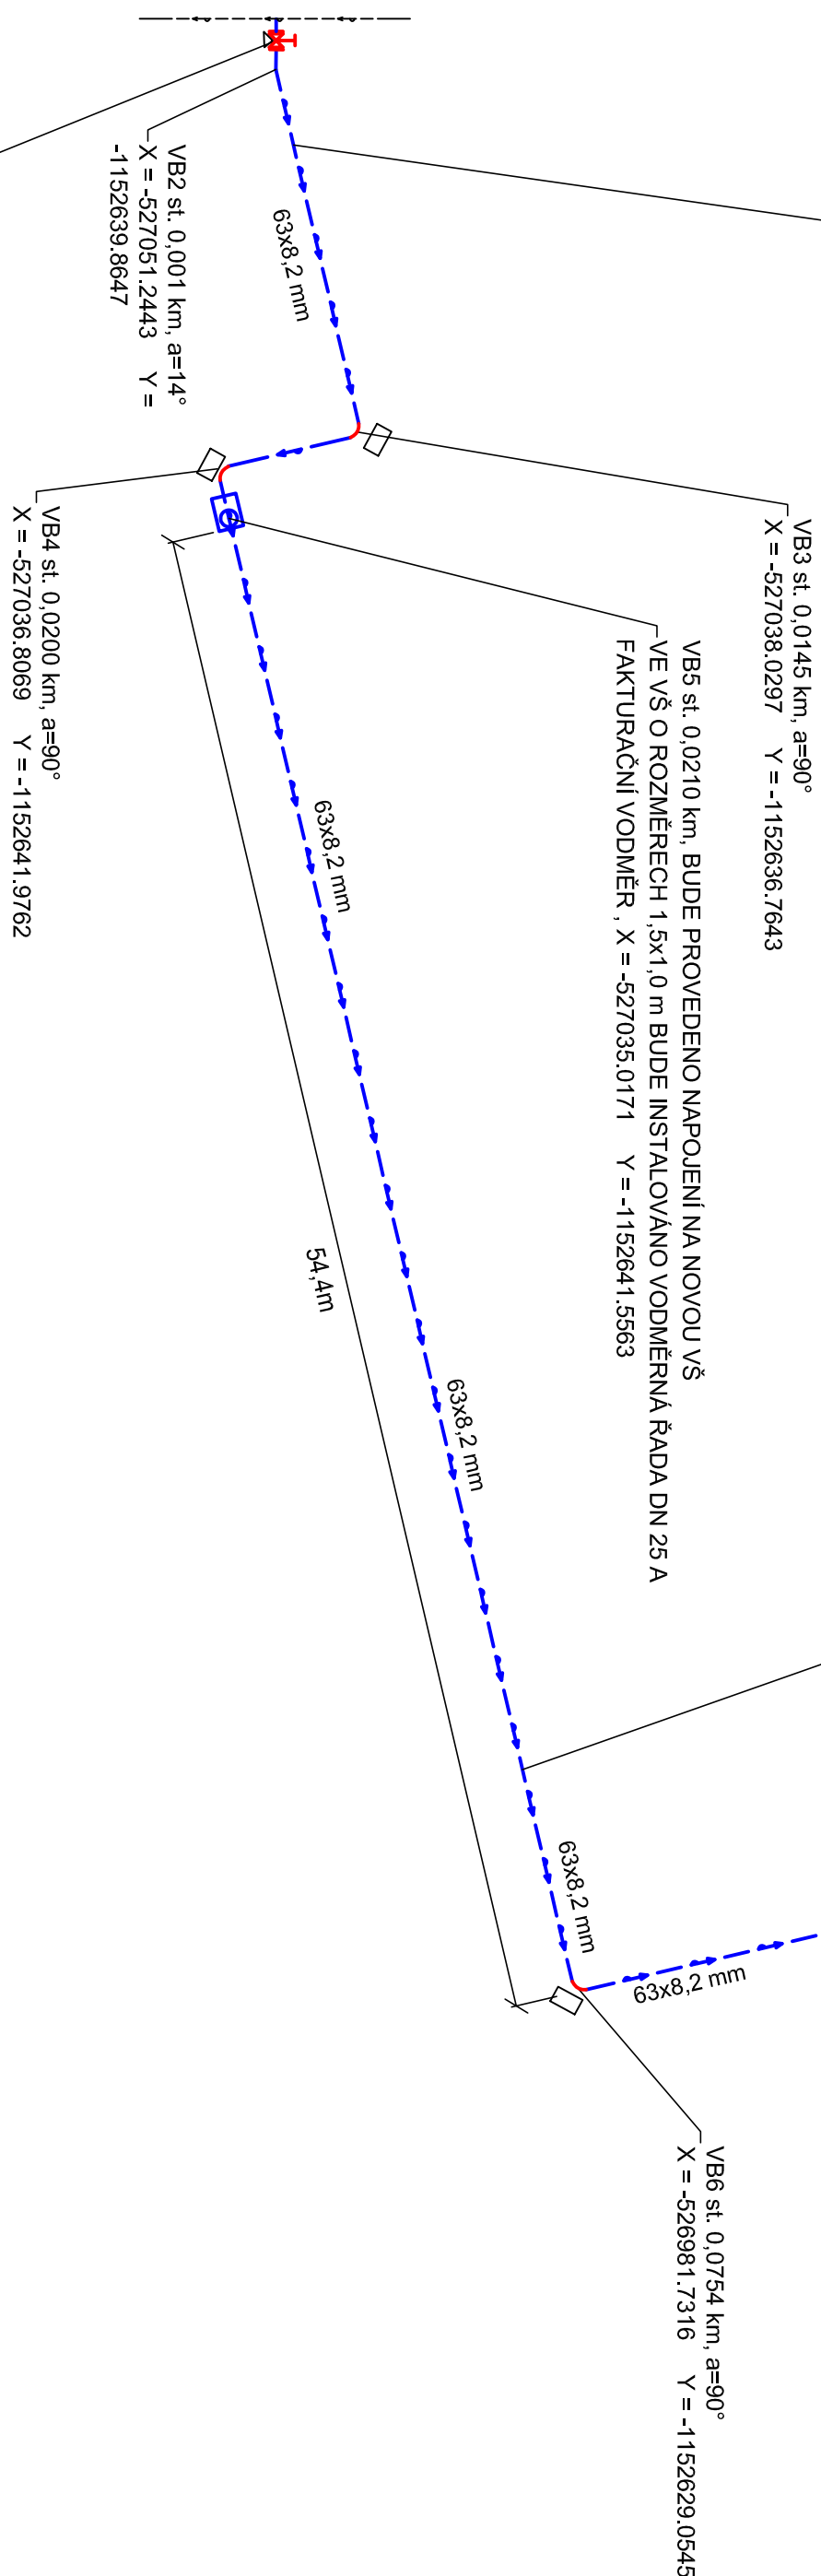 VB2 st. 0,001 km, a=14°
X = -527051.2443 Y =
-1152639.8647
63x8,2 mm
VB3 st. 0,0145 km, a=90°
X = -527038.0297 Y = -1152636.7643
VB4 st. 0,0200 km, a=90°
X = -527036.8069 Y = -1152641.9762
VB5 st. 0,0210 km, BUDE PROVEDENO NAPOJENÍ NA NOVOU VŠ
VE VŠ O ROZMĚRECH 1,5x1,0 m BUDE INSTALOVÁNO VODMĚRNÁ ŘADA DN 25 A
FAKTURAČNÍ VODMĚR , X = -527035.0171 Y = -1152641.5563
63x8,2 mm
54,4m
63x8,2 mm
63x8,2 mm
63x8,2 mm
VB6 st. 0,0754 km, a=90°
X = -526981.7316 Y = -1152629.0545